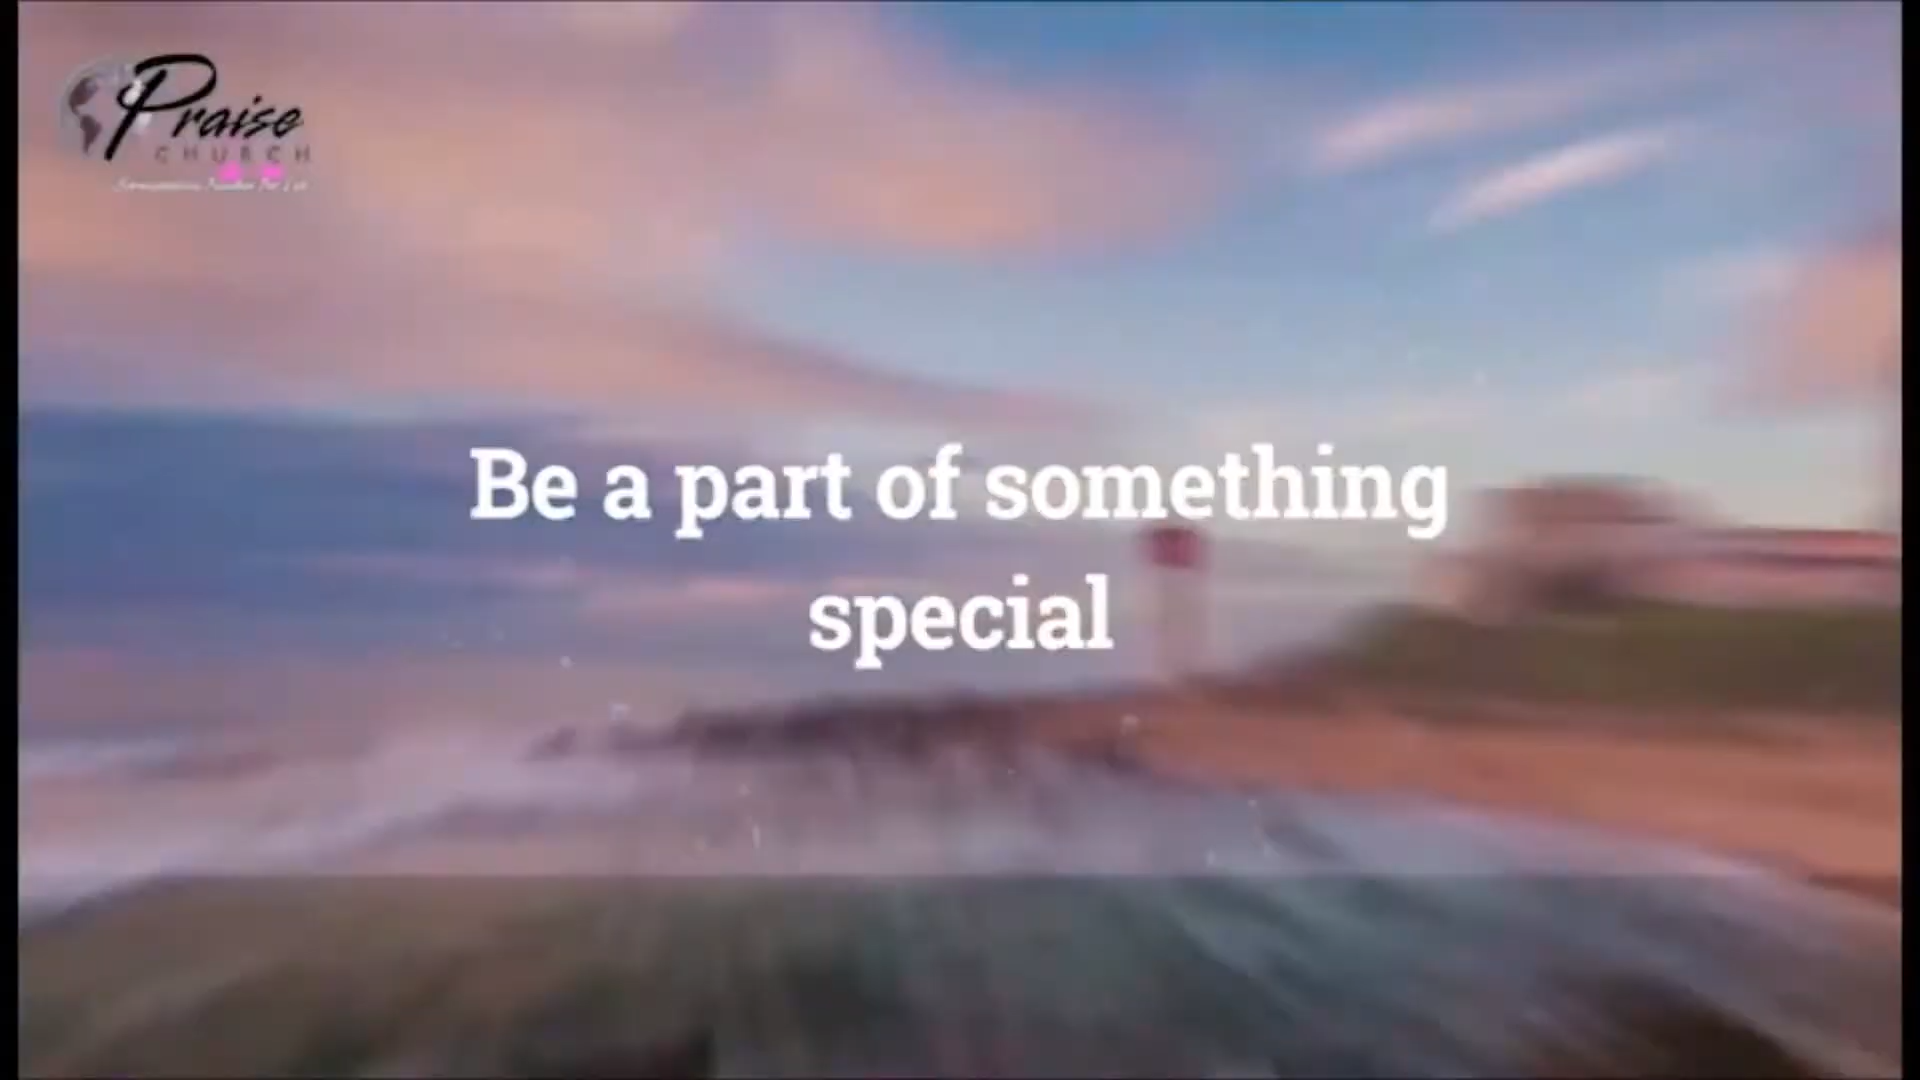 Praise
CHURCH
Be a part of something
special